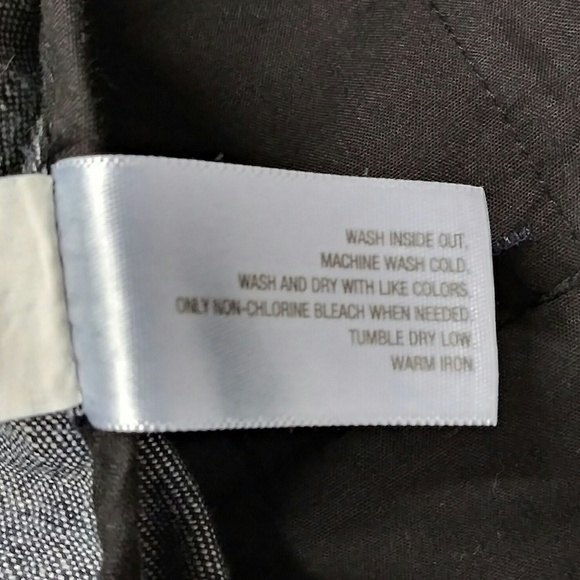 WASH INSIDE OUT,
MACHINE WASH COLD,
WASH AND DRY WITH LIKE COLORS,
ONLY NON-CHLORINE BLEACH WHEN NEEDED.
TUMBLE DRY LOW.
WARM IRON.